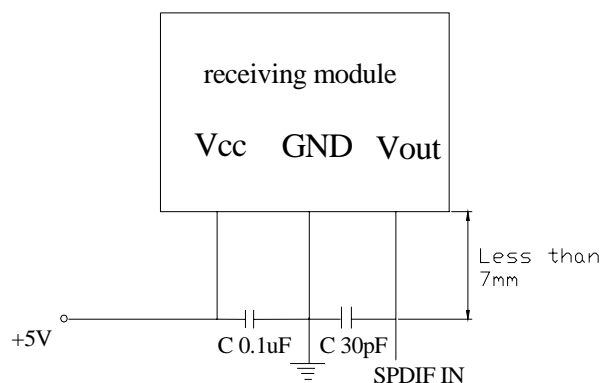 receiving module
Vcc GND Vout
Less than
7mm
+5V
C 0.1uF C 30pF
SPDIF IN